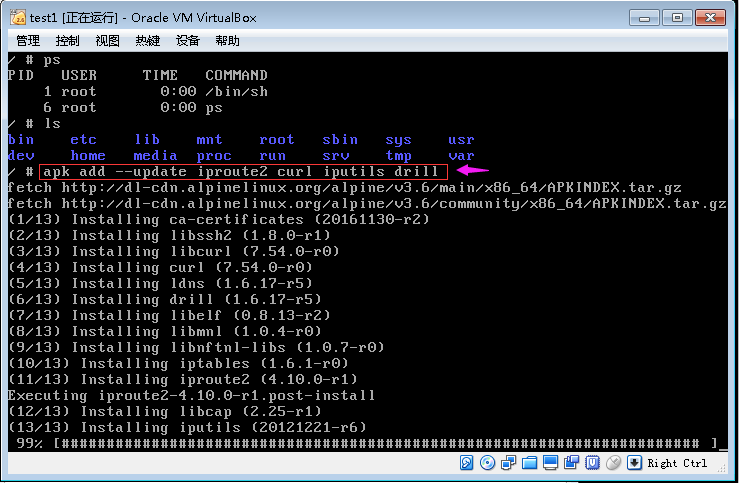 test1 [正在运行] - Oracle VM VirtualBox
管理 控制 视图 热键 设备 帮助
/ # ps
PID USER TIME COMMAND
1 root 0:00 /bin/sh
6 root 0:00 ps
/ # ls
bin etc lib mnt root sbin sys usr
dev home media proc run srv tmp var
/ # apk add --update iproute2 curl iputils drill
fetch http://dl-cdn.alpinelinux.org/alpine/v3.6/main/x86_64/APKINDEX.tar.gz
fetch http://dl-cdn.alpinelinux.org/alpine/v3.6/community/x86_64/APKINDEX.tar.gz
(1/13) Installing ca-certificates (20161130-r2)
(2/13) Installing libssh2 (1.8.0-r1)
(3/13) Installing libcurl (7.54.0-r0)
(4/13) Installing curl (7.54.0-r0)
(5/13) Installing ldns (1.6.17-r5)
(6/13) Installing drill (1.6.17-r5)
(7/13) Installing libelf (0.8.13-r2)
(8/13) Installing libmnl (1.0.4-r0)
(9/13) Installing libnftnl-libs (1.0.7-r0)
(10/13) Installing iptables (1.6.1-r0)
(11/13) Installing iproute2 (4.10.0-r1)
Executing iproute2-4.10.0-r1.post-install
(12/13) Installing libcap (2.25-r1)
(13/13) Installing iputils (20121221-r6)
99% [####################################################################### ]_
Right Ctrl